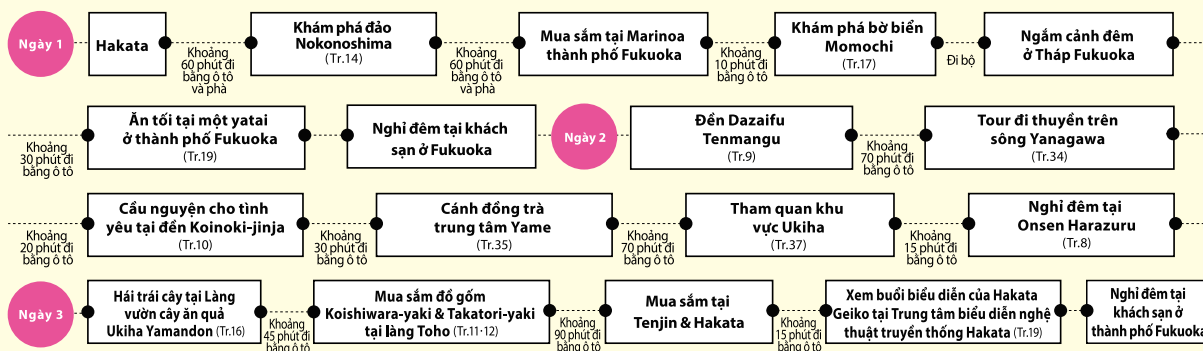 Ngày 1
Hakata
Khoảng
60 phút đi
bằng ô tô
và phà
Khám phá đảo
Nokonoshima
(Tr.14)
Khoảng
60 phút đi
bằng ô tô
và phà
Mua sắm tại Marinoa
thành phố Fukuoka
Khoảng
10 phút đi
bằng ô tô
Khám phá bờ biển
Momochi
(Tr.17)
Đi bộ
Ngắm cảnh đêm
ở Tháp Fukuoka
Khoảng
30 phút đi
bằng ô tô
Ăn tối tại một yatai
ở thành phố Fukuoka
(Tr.19)
Nghỉ đêm tại khách
sạn ở Fukuoka
Ngày 2
Đền Dazaifu
Tenmangu
(Tr.9)
Khoảng
70 phút đi
bằng ô tô
Tour đi thuyền trên
sông Yanagawa
(Tr.34)
Khoảng
20 phút đi
bằng ô tô
Cầu nguyện cho tình
yêu tại đền Koinoki-jinja
(Tr.10)
Khoảng
30 phút đi
bằng ô tô
Cánh đồng trà
trung tâm Yame
(Tr.35)
Khoảng
70 phút đi
bằng ô tô
Tham quan khu
vực Ukiha
(Tr.37)
Khoảng
15 phút đi
bằng ô tô
Nghỉ đêm tại
Onsen Harazuru
(Tr.8)
Ngày 3
Hái trái cây tại Làng
vườn cây ăn quả
Ukiha Yamandon (Tr.16)
Khoảng
45 phút đi
bằng ô tô
Mua sắm đồ gốm
Koishiwara-yaki & Takatori-yaki
tại làng Toho (Tr.11·12)
Khoảng
90 phút đi
bằng ô tô
Mua sắm tại
Tenjin & Hakata
Khoảng
15 phút đi
bằng ô tô
Xem buổi biểu diễn của Hakata
Geiko tại Trung tâm biểu diễn nghệ
thuật truyền thống Hakata (Tr.19)
Nghỉ đêm tại
khách sạn ở
thành phố Fukuoka